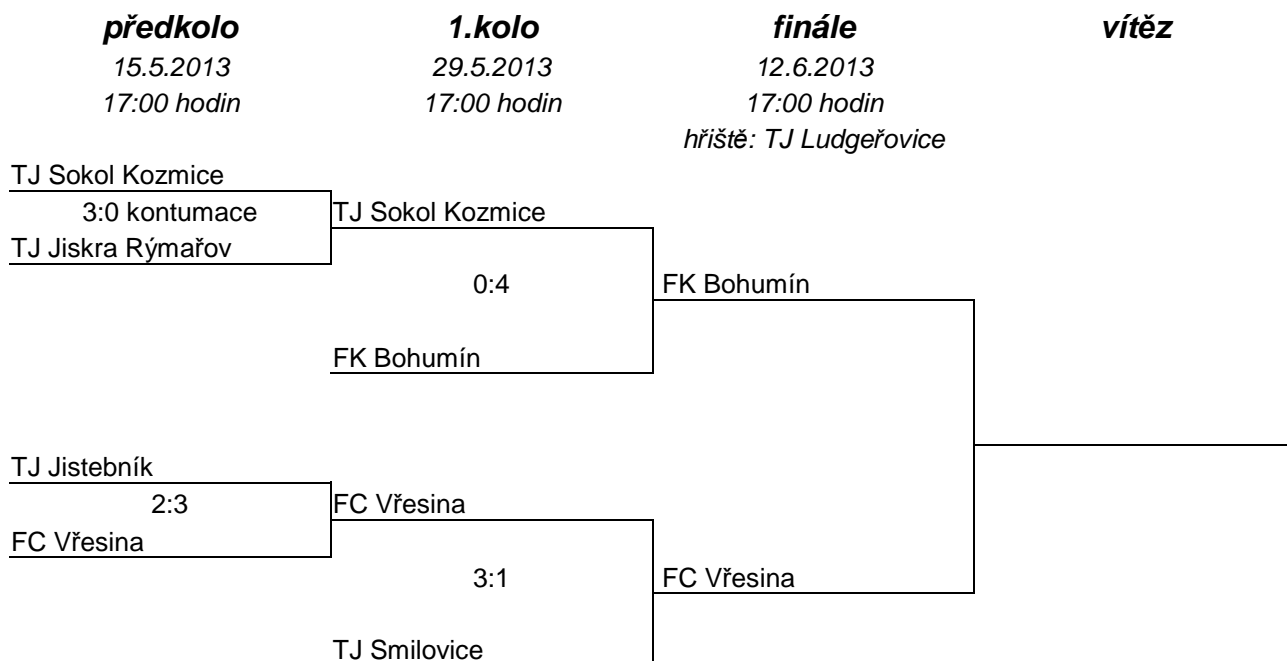 předkolo 1.kolo finále vítěz
15.5.2013 29.5.2013 12.6.2013
17:00 hodin 17:00 hodin 17:00 hodin
hřiště: TJ Ludgeřovice
TJ Sokol Kozmice
3:0 kontumace TJ Sokol Kozmice
TJ Jiskra Rýmařov
0:4 FK Bohumín
FK Bohumín
TJ Jistebník
2:3 FC Vřesina
FC Vřesina
3:1 FC Vřesina
TJ Smilovice